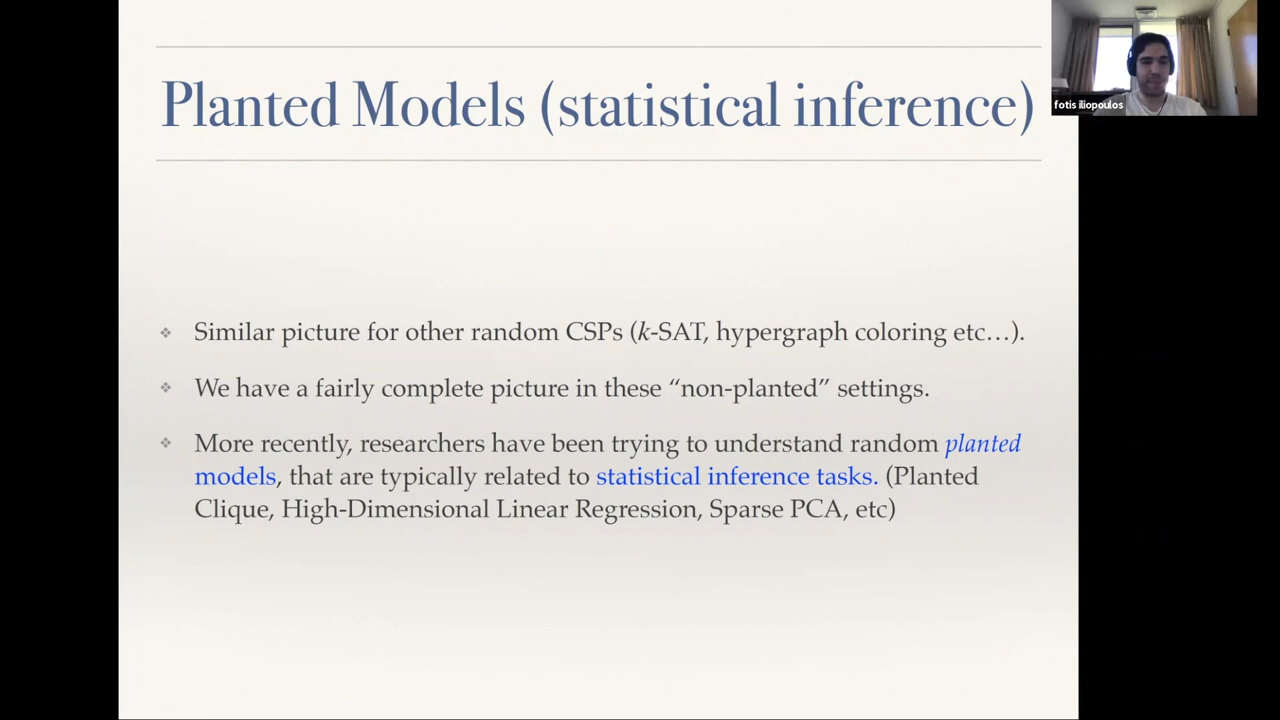 Planted Models (statistical inference)
fotis iliopoulos
❖ Similar picture for other random CSPs (k-SAT, hypergraph coloring etc…).
❖ We have a fairly complete picture in these “non-planted” settings.
❖ More recently, researchers have been trying to understand random planted
models, that are typically related to statistical inference tasks. (Planted
Clique, High-Dimensional Linear Regression, Sparse PCA, etc)